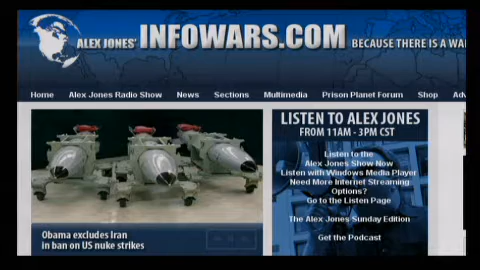 ALEX JONES' INFOWARS.COM BECAUSE THERE IS A WA
Home Alex Jones Radio Show News Sections Multimedia Prison Planet Forum Shop Adv
LISTEN TO ALEX JONES
FROM 11AM - 3PM CST
Listen to the
Alex Jones Show Now
Listen with Windows Media Player
Need More Internet Streaming
Options?
Go to the Listen Page
The Alex Jones Sunday Edition
Get the Podcast
Obama excludes Iran
in ban on US nuke strikes